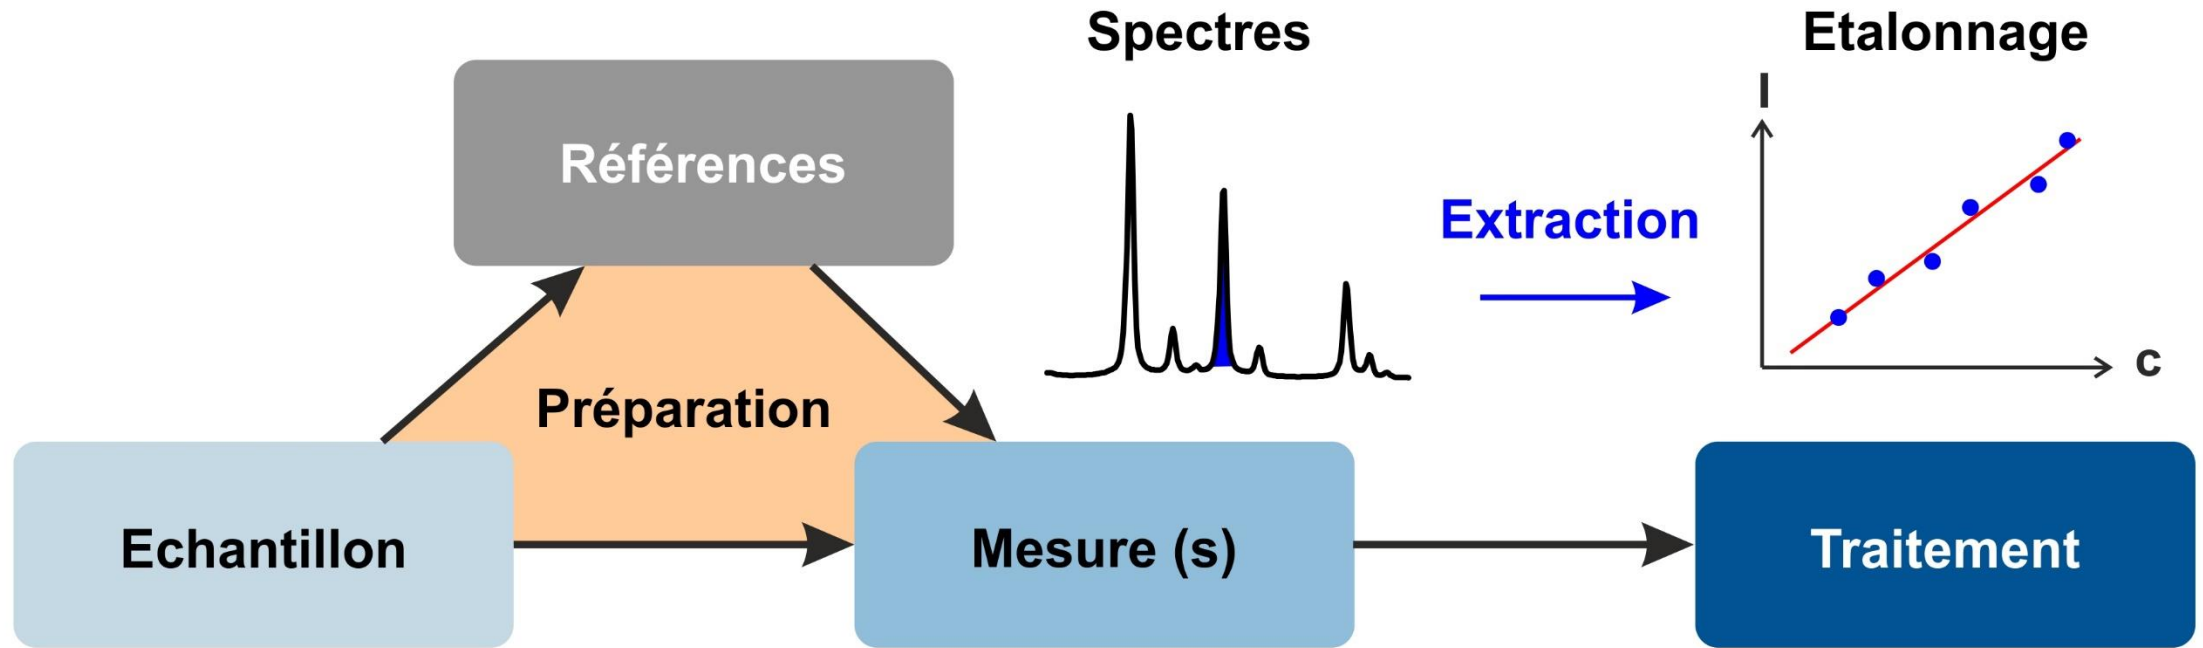 Spectres
Etalonnage
I
Références
Extraction
c
Préparation
Echantillon
Mesure (s)
Traitement